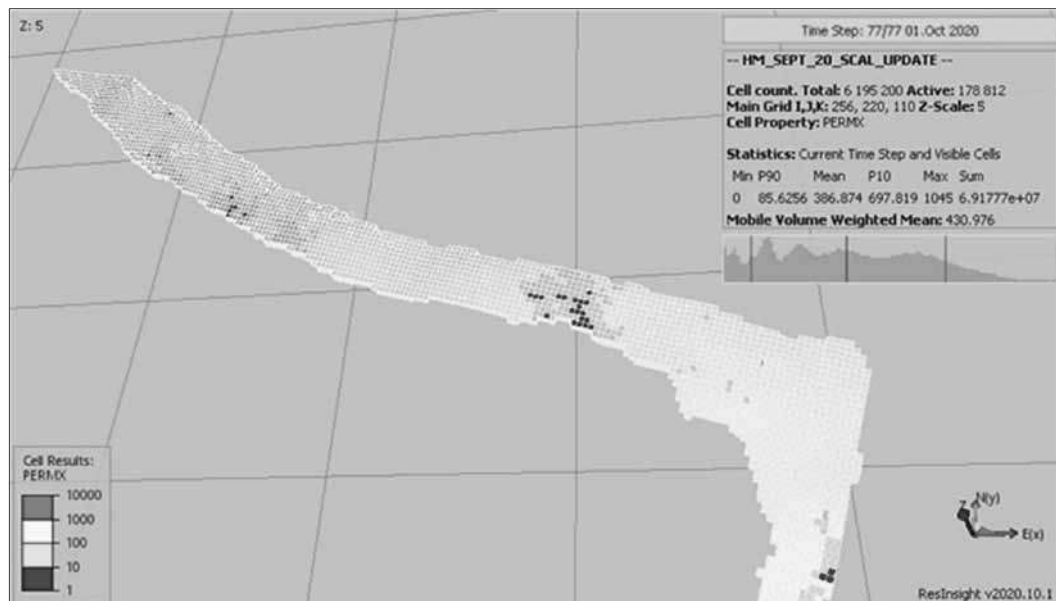 Z: 5
Time Step: 77/77 01.Oct 2020
-- HM_SEPT_20_SCAL_UPDATE --
Cell count. Total: 6 195 200 Active: 178 812
Main Grid I,J,K: 256, 220, 110 Z-Scale: 5
Cell Property: PERMX
Statistics: Current Time Step and Visible Cells
Min P90 Mean P10 Max Sum
0 85.6256 386.874 697.819 1045 6.91777e+07
Mobile Volume Weighted Mean: 430.976
Cell Results:
PERMX
10000
1000
100
10
1
Z
N(y)
E(x)
ResInsight v2020.10.1